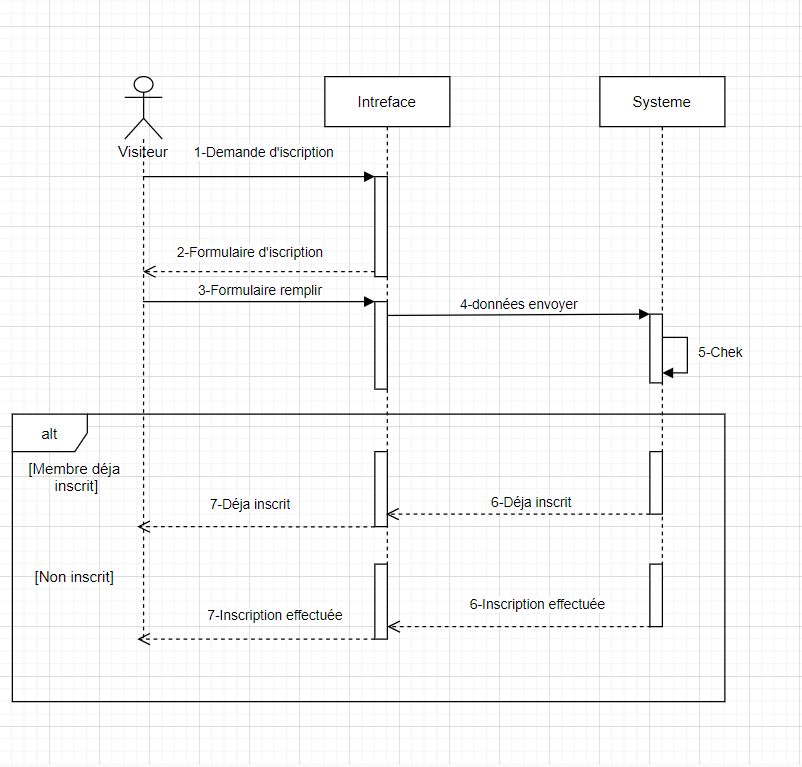 Intreface
Systeme
Visiteur
1-Demande d'iscription
2-Formulaire d'iscription
3-Formulaire remplir
4-données envoyer
5-Chek
alt
[Membre déja
inscrit]
7-Déja inscrit
6-Déja inscrit
[Non inscrit]
7-Inscription effectuée
6-Inscription effectuée